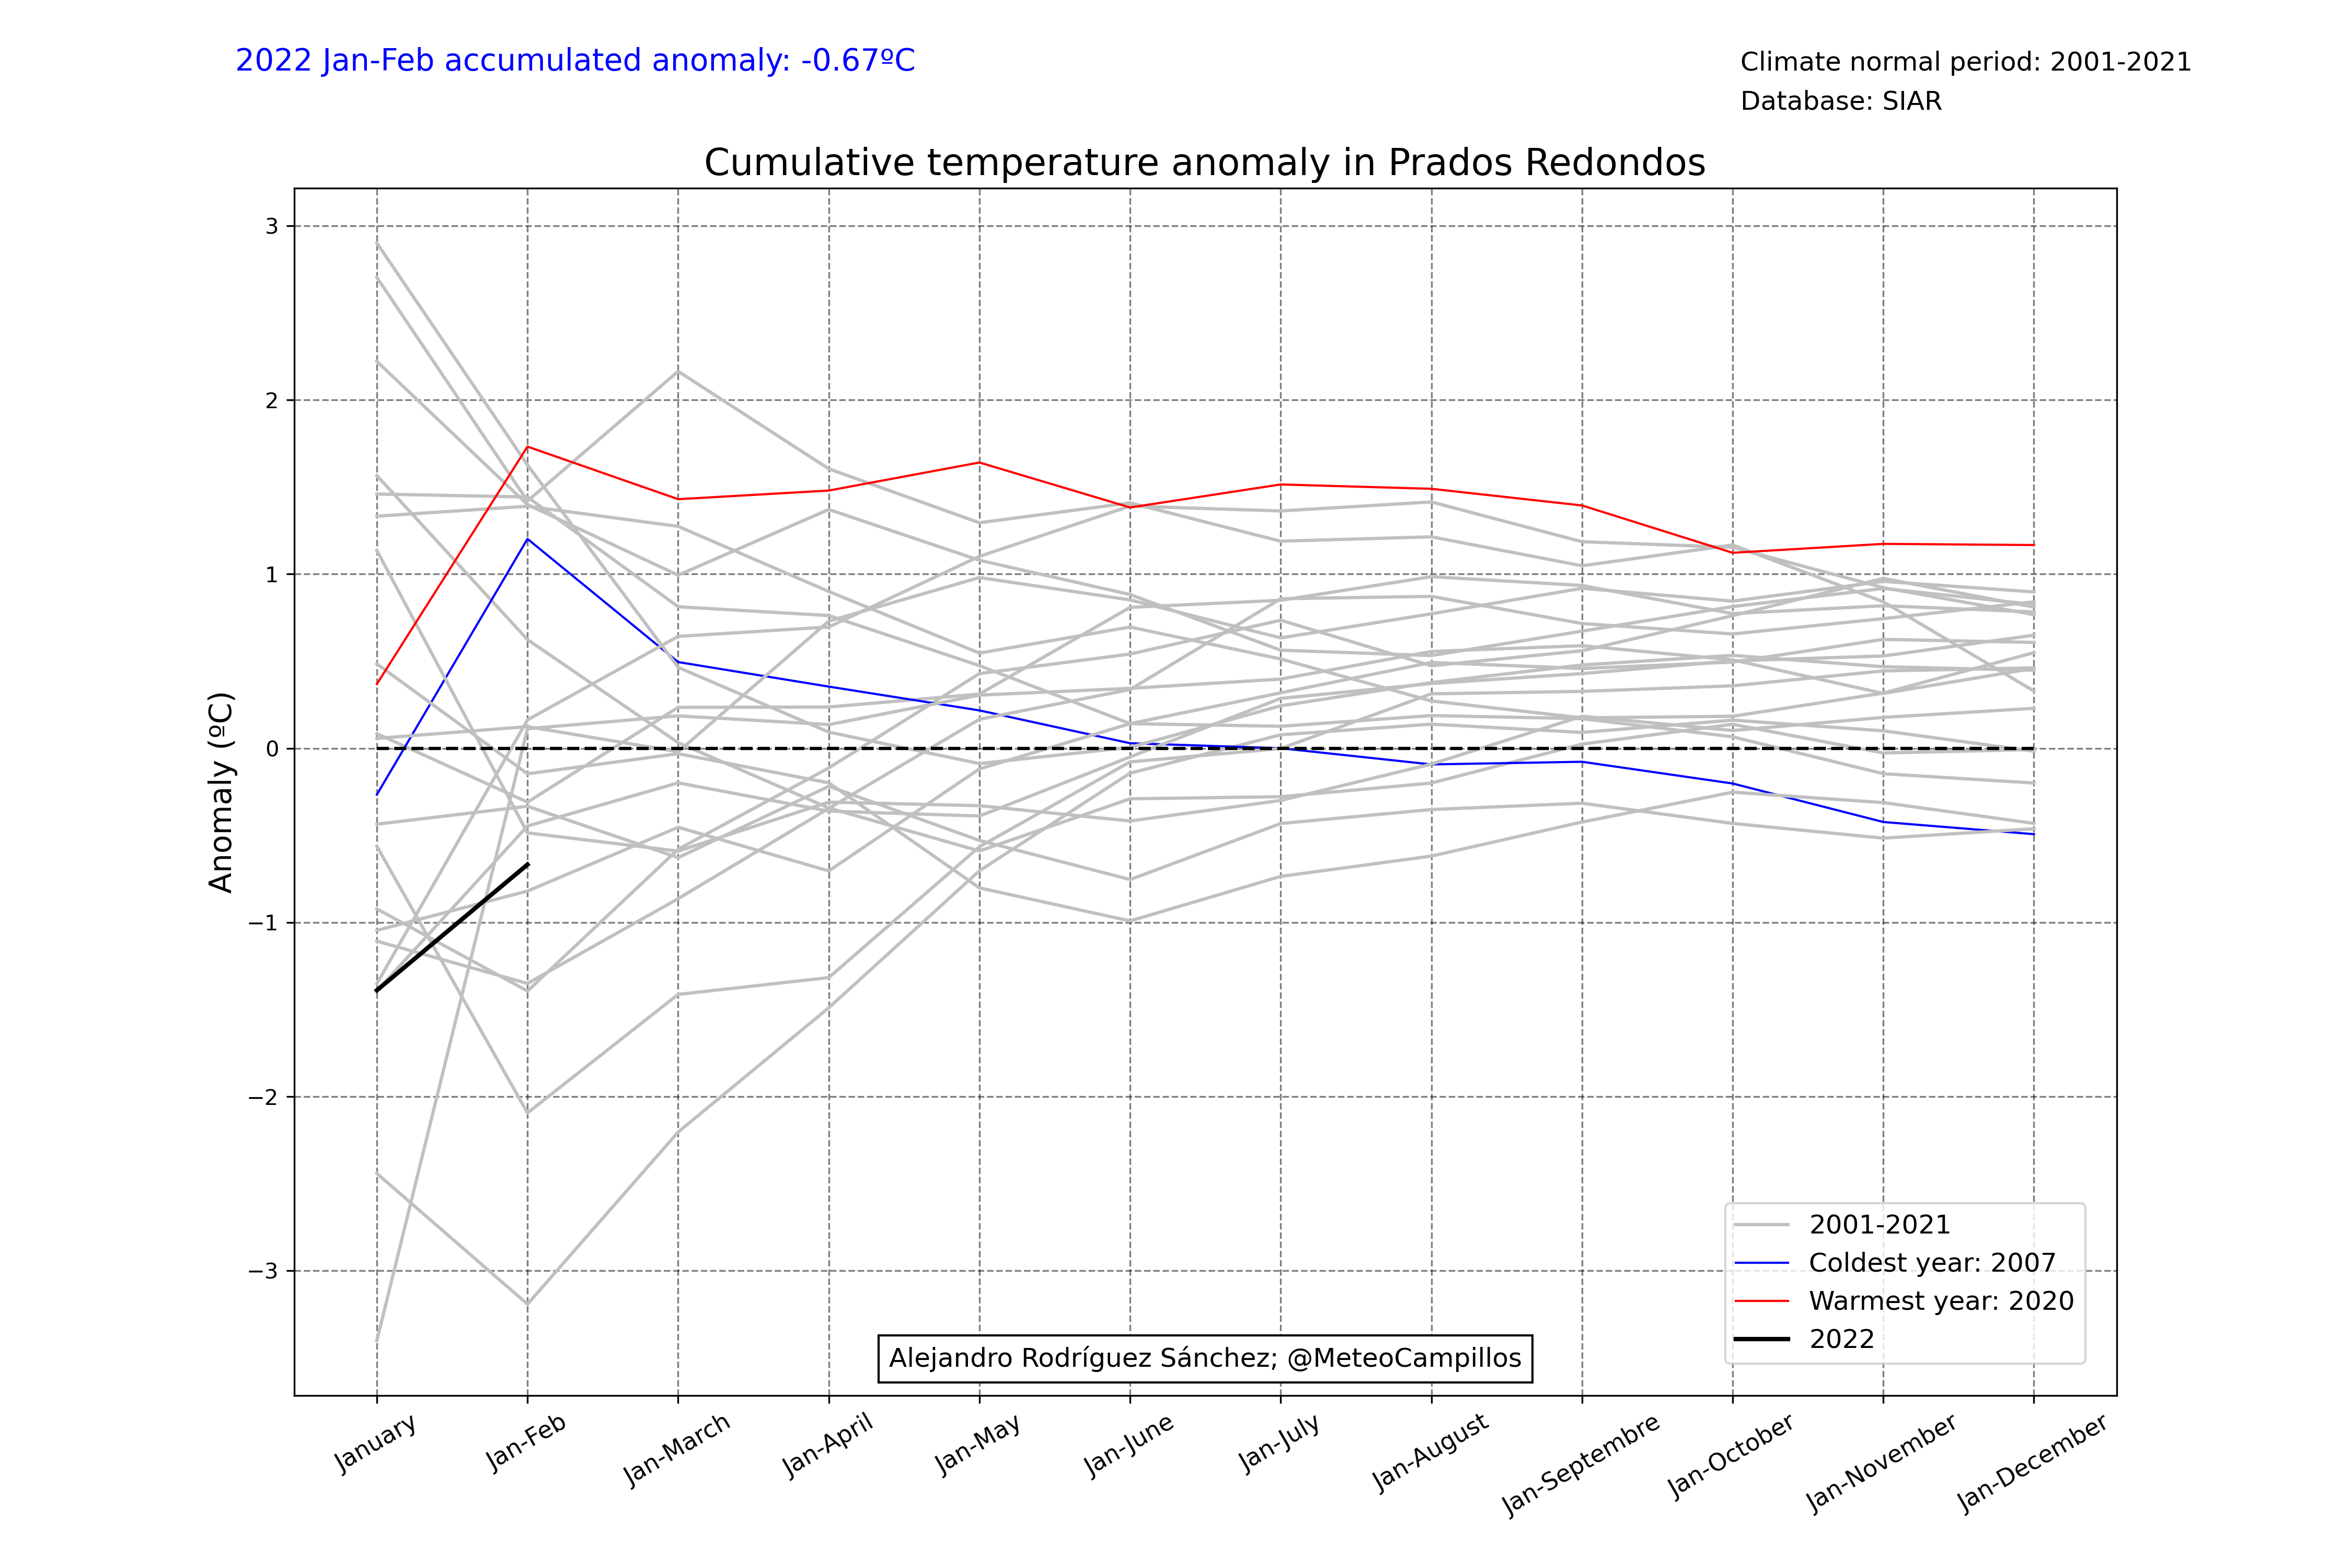 2022 Jan-Feb accumulated anomaly: -0.67ºC
Climate normal period: 2001-2021
Database: SIAR
Cumulative temperature anomaly in Prados Redondos
Anomaly (ºC)
3
2
1
0
−1
−2
−3
2001-2021
Coldest year: 2007
Warmest year: 2020
2022
Alejandro Rodríguez Sánchez; @MeteoCampillos
January
Jan-Feb
Jan-March
Jan-April
Jan-May
Jan-June
Jan-July
Jan-August
Jan-Septembre
Jan-October
Jan-November
Jan-December